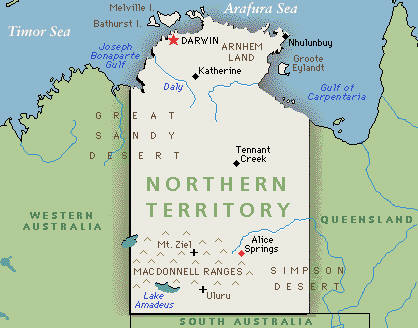 Melville I.
Arafura Sea
Bathurst I.
Timor Sea
DARWIN
Nhulunbuy
Joseph
Bonaparte
Gulf
ARNHEM
LAND
Groote
Eylandt
Katherine
Daly
Gulf of
Carpentaria
GREAT
SANDY
DESERT
Tennant
Creek
NORTHERN
TERRITORY
WESTERN
AUSTRALIA
QUEENSLAND
Mt. Ziel
Alice
Springs
MACDONNELL RANGES
SIMPSON
DESERT
Lake
Amadeus
Uluru
SOUTH AUSTRALIA